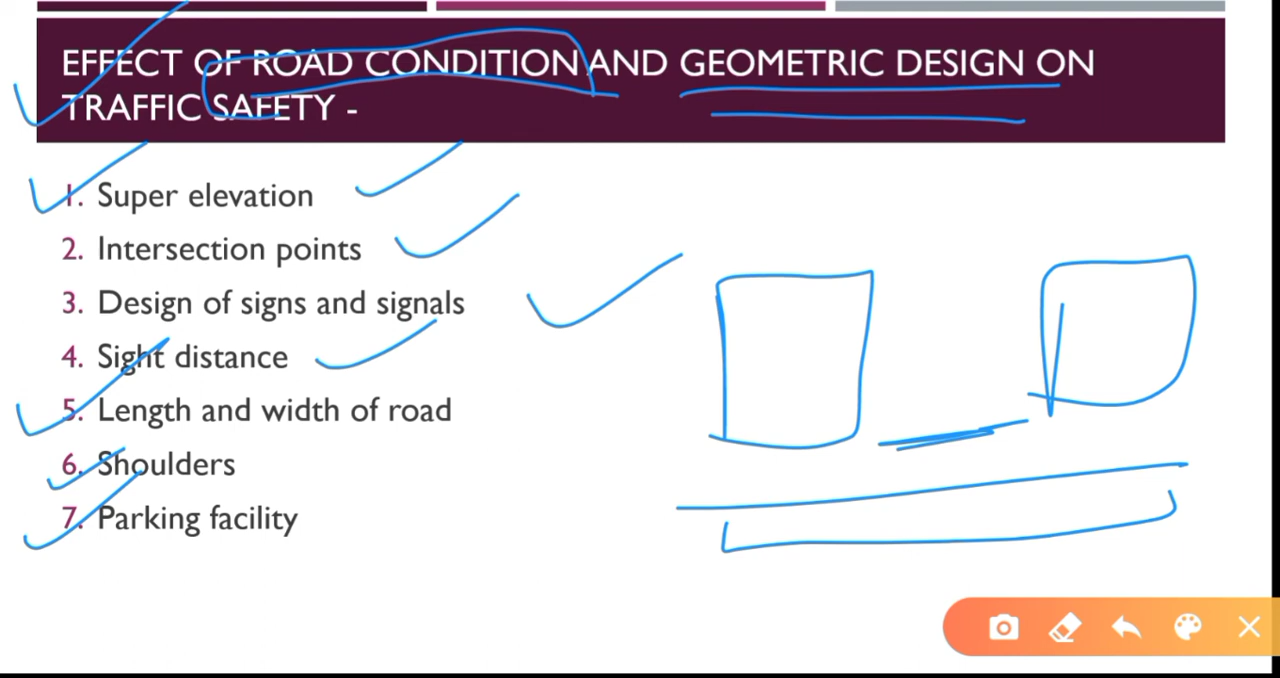 EFFECT OF ROAD CONDITION AND GEOMETRIC DESIGN ON
TRAFFIC SAFETY -
1. Super elevation
2. Intersection points
3. Design of signs and signals
4. Sight distance
5. Length and width of road
6. Shoulders
7. Parking facility